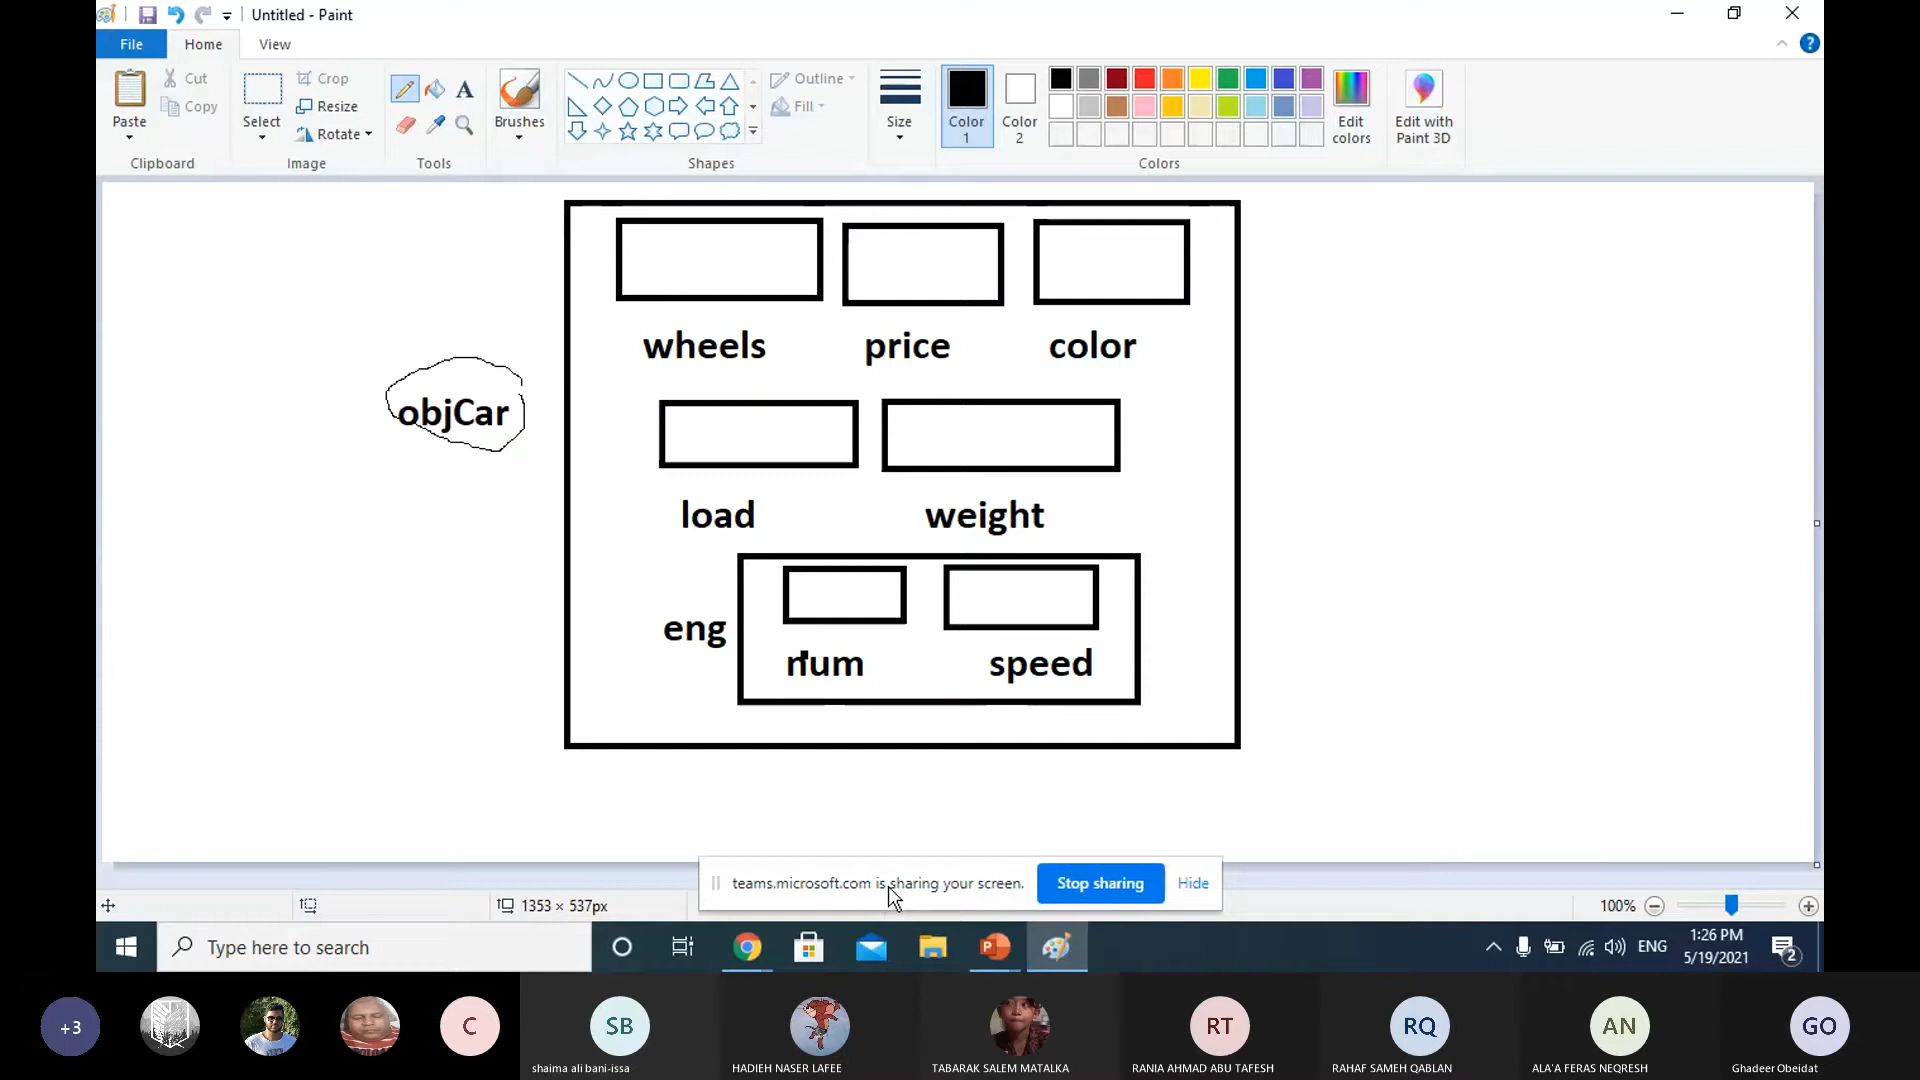 Untitled - Paint
File Home View
Paste
Cut
Copy
Clipboard
Select
Crop
Resize
Rotate
Image
A
Tools
Brushes
Shapes
Outline
Fill
Size
Color 1
Color 2
Edit colors
Colors
Edit with Paint 3D
wheels price color
objCar
load weight
eng
num speed
teams.microsoft.com is sharing your screen. Stop sharing Hide
1353 × 537px
100%
Type here to search
ENG
1:26 PM
5/19/2021
2
+3
C
SB
RT
RQ
AN
GO
shaima ali bani-issa
HADIEH NASER LAFEE
TABARAK SALEM MATALKA
RANIA AHMAD ABU TAFESH
RAHAF SAMEH QABLAN
ALA'A FERAS NEQRESH
Ghadeer Obeidat